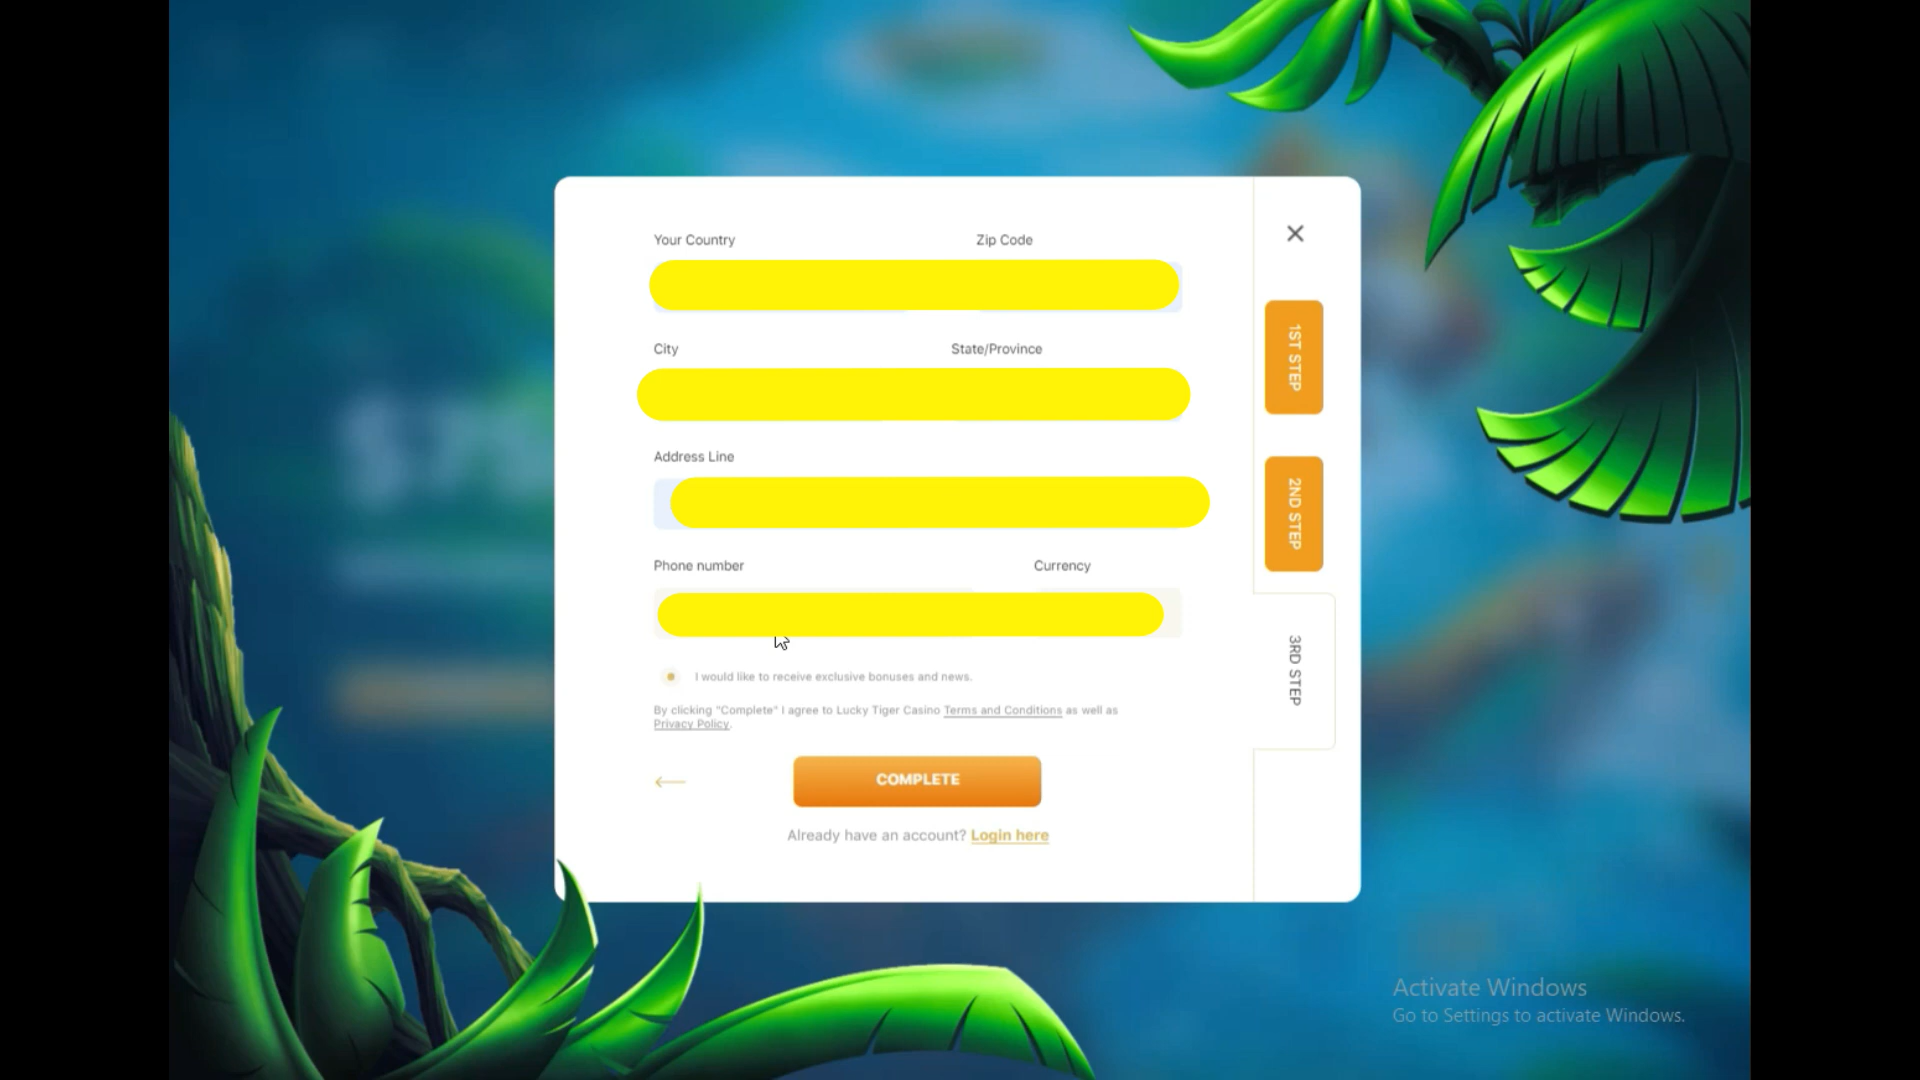 Your Country
Zip Code
City
State/Province
Address Line
Phone number
Currency
I would like to receive exclusive bonuses and news.
By clicking "Complete" I agree to Lucky Tiger Casino Terms and Conditions as well as
Privacy Policy.
COMPLETE
Already have an account? Login here
1ST STEP
2ND STEP
3RD STEP
Activate Windows
Go to Settings to activate Windows.